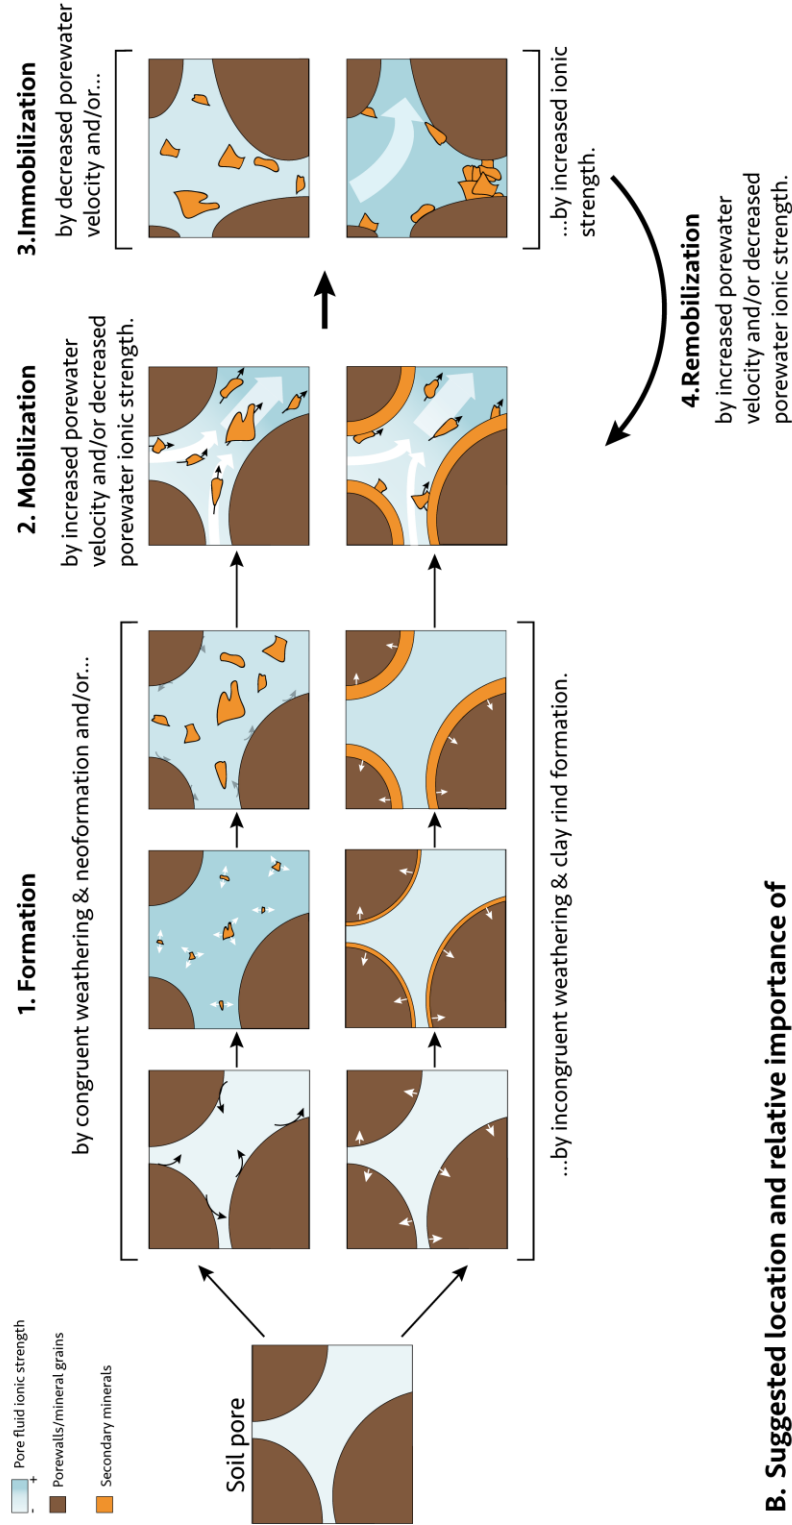 - +
Pore fluid ionic strength
Porewalls/mineral grains
Secondary minerals
Soil pore
1. Formation
by congruent weathering & neoformation and/or...
...by incongruent weathering & clay rind formation.
2. Mobilization
by increased porewater
velocity and/or decreased
porewater ionic strength.
3.Immobilization
by decreased porewater
velocity and/or...
...by increased ionic
strength.
4.Remobilization
by increased porewater
velocity and/or decreased
porewater ionic strength.
B. Suggested location and relative importance of